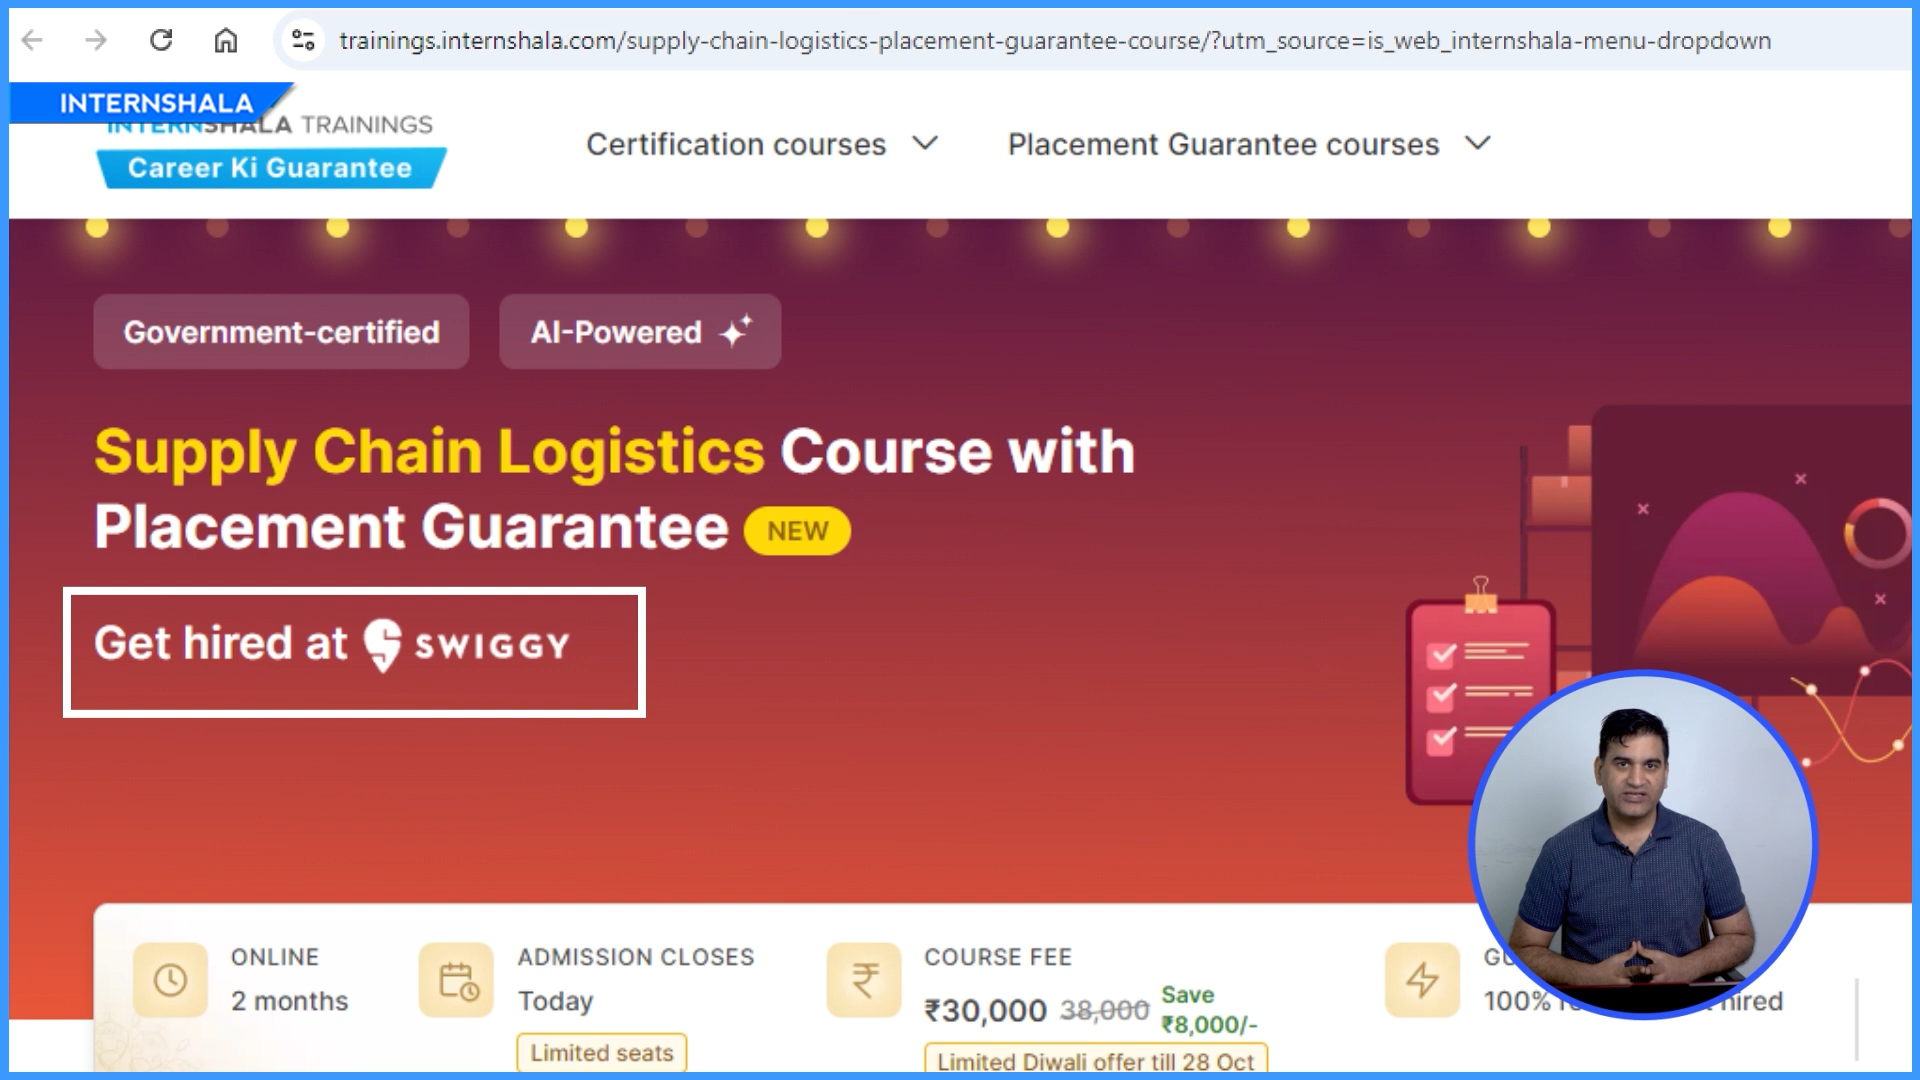 trainings.internshala.com/supply-chain-logistics-placement-guarantee-course/?utm_source=is_web_internshala-menu-dropdown
INTERNSHALA
INTERNSHALA TRAININGS
Career Ki Guarantee
Certification courses
Placement Guarantee courses
Government-certified
AI-Powered
Supply Chain Logistics Course with
Placement Guarantee NEW
Get hired at SWIGGY
ONLINE
2 months
ADMISSION CLOSES
Today
Limited seats
COURSE FEE
₹30,000 38,000 Save
₹8,000/-
Limited Diwali offer till 28 Oct
100% hired